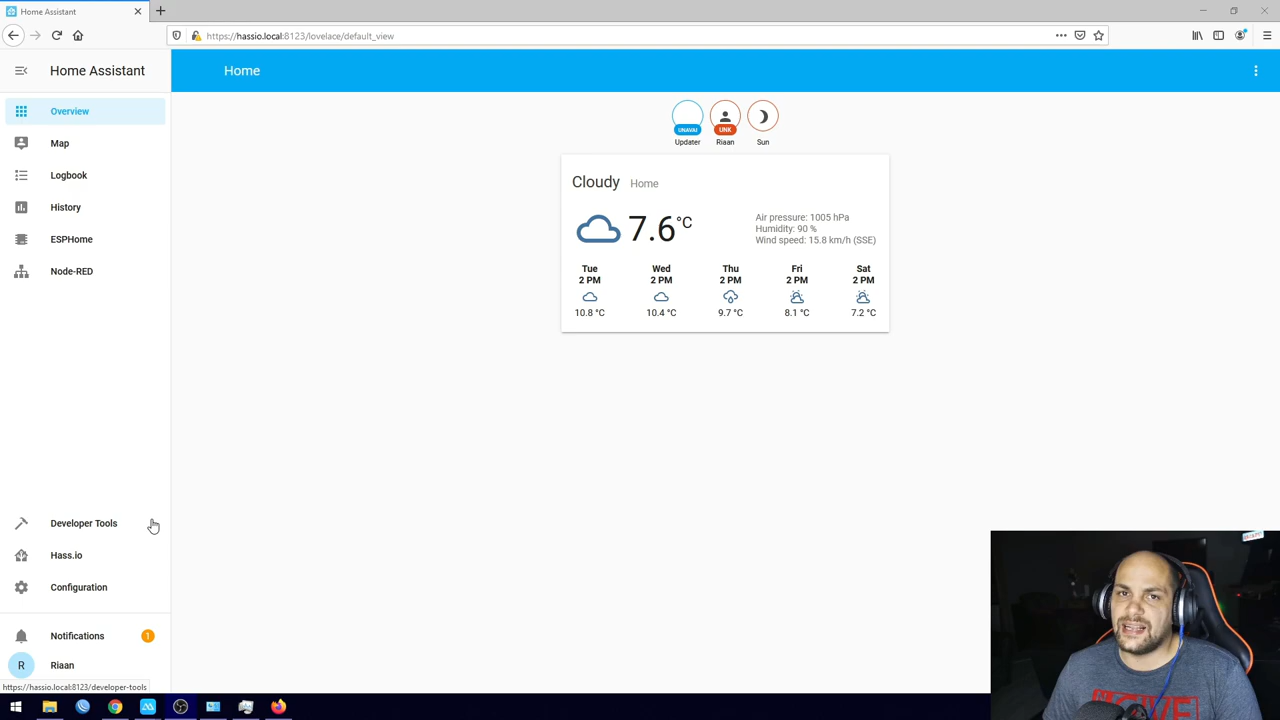 Home Assistant
https://hassio.local:8123/lovelace/default_view
Home Assistant
Home
Overview
Map
Logbook
History
ESPHome
Node-RED
Developer Tools
Hass.io
Configuration
Notifications
1
R
Riaan
https://hassio.local:8123/developer-tools
UNAVAI
UNK
Updater
Riaan
Sun
Cloudy
Home
7.6 °C
Air pressure: 1005 hPa
Humidity: 90 %
Wind speed: 15.8 km/h (SSE)
Tue Wed Thu Fri Sat
2 PM 2 PM 2 PM 2 PM 2 PM
10.8 °C 10.4 °C 9.7 °C 8.1 °C 7.2 °C